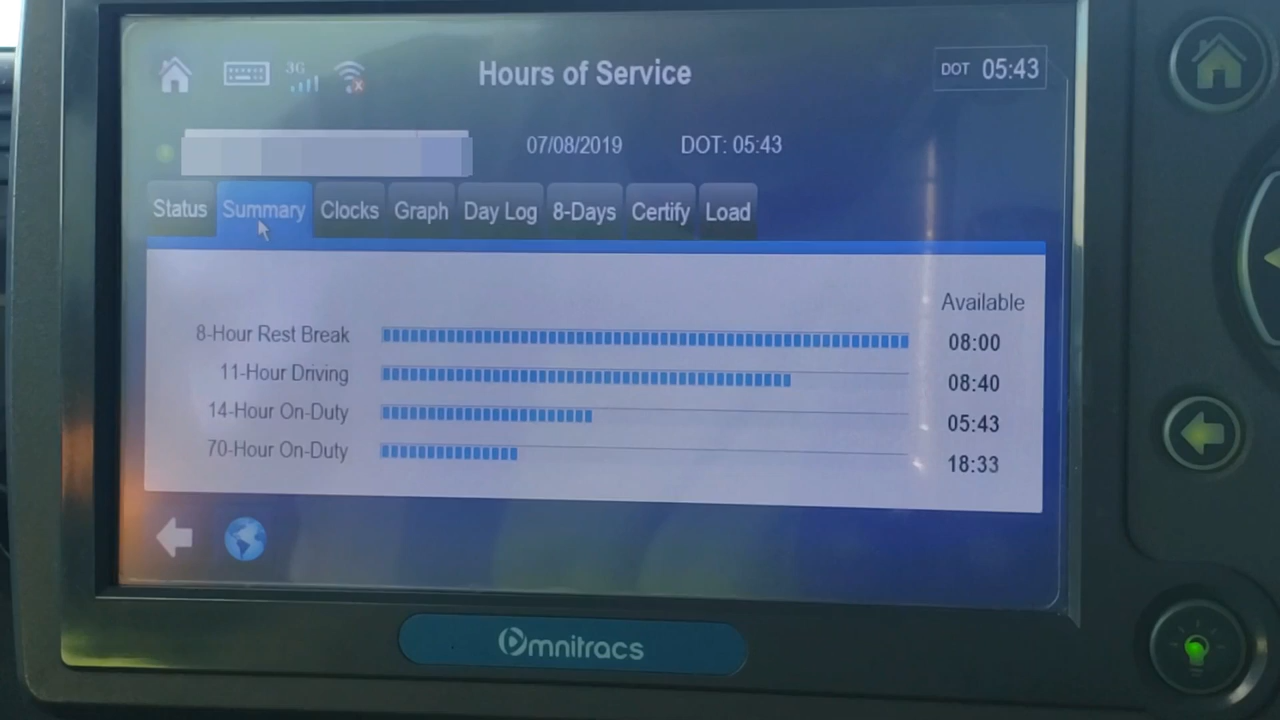 3G Hours of Service DOT 05:43
07/08/2019 DOT: 05:43
Status Summary Clocks Graph Day Log 8-Days Certify Load
Available
8-Hour Rest Break 08:00
11-Hour Driving 08:40
14-Hour On-Duty 05:43
70-Hour On-Duty 18:33
Omnitracs